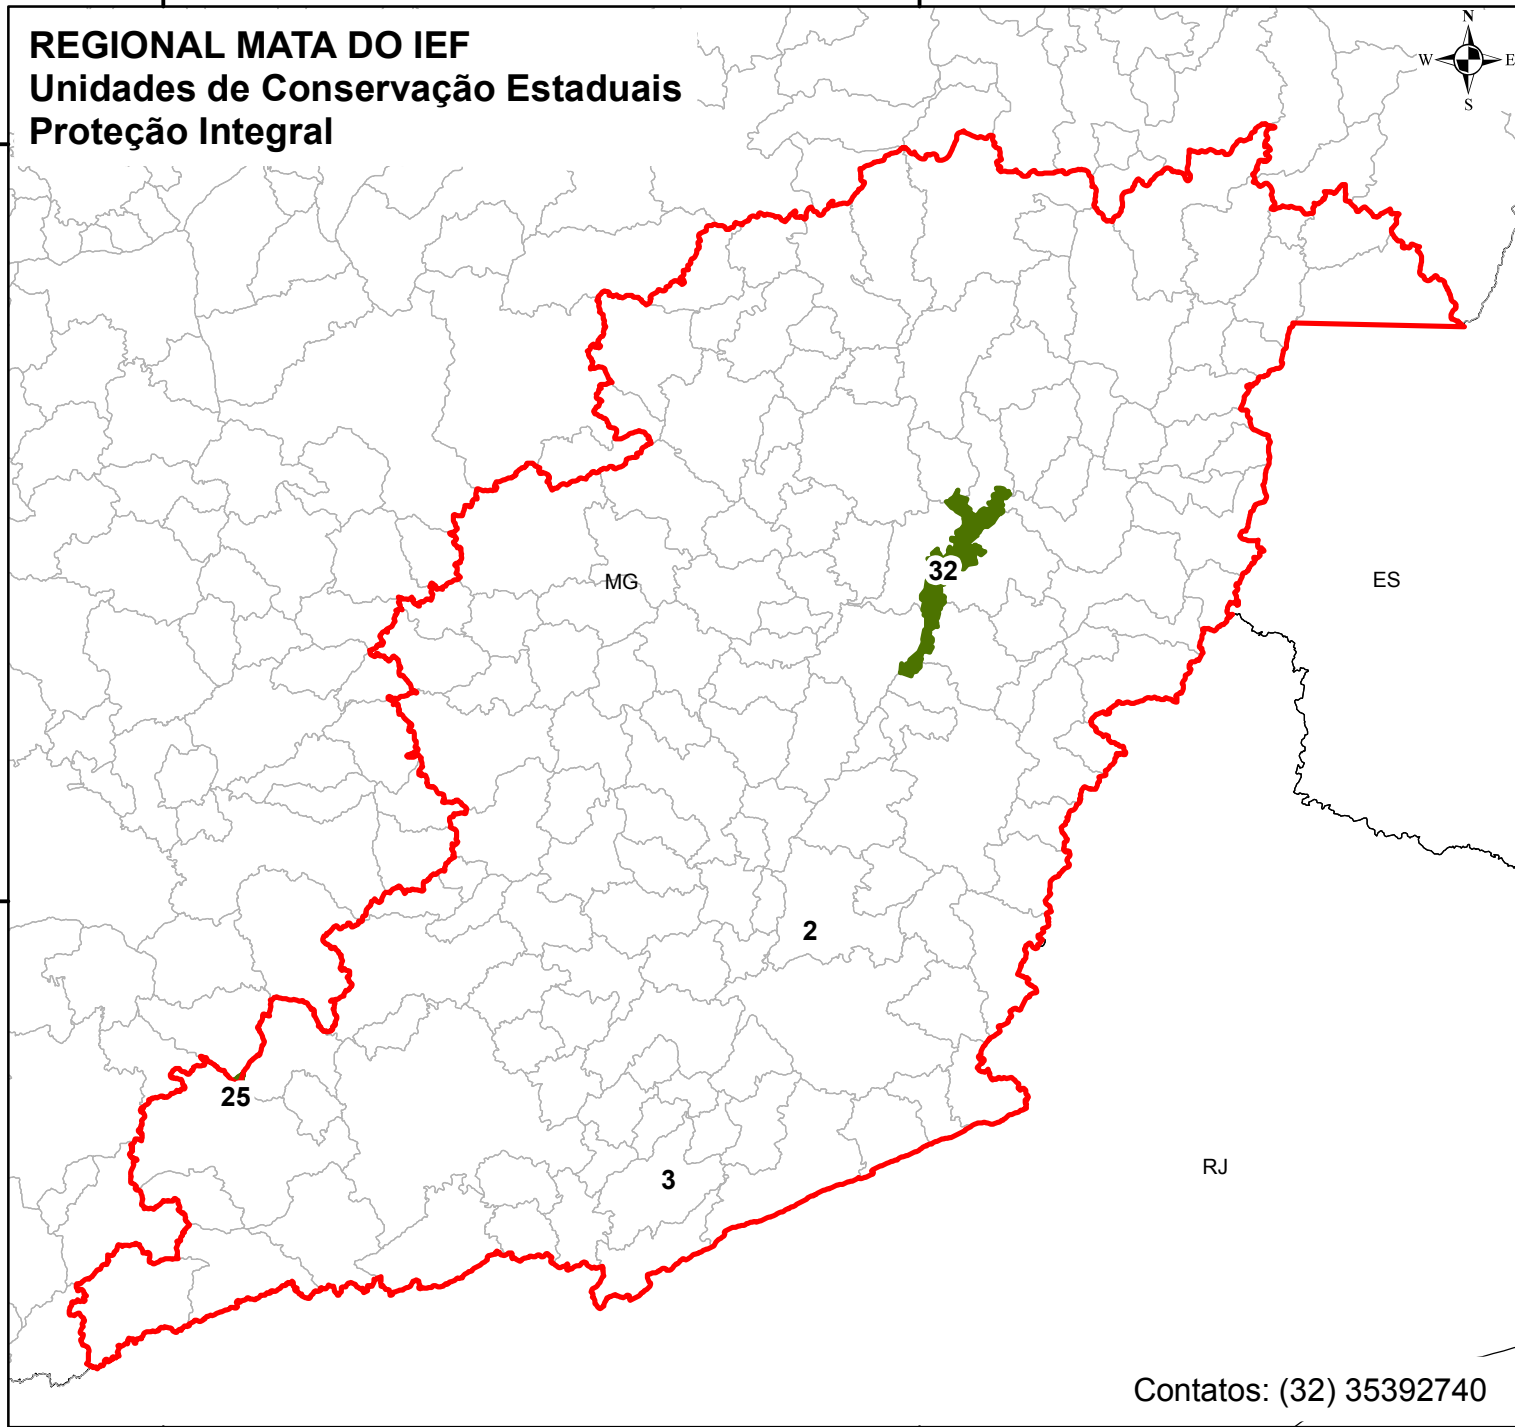 REGIONAL MATA DO IEF
Unidades de Conservação Estaduais
Proteção Integral
N
W E
S
32
MG
ES
2
25
3
RJ
Contatos: (32) 35392740